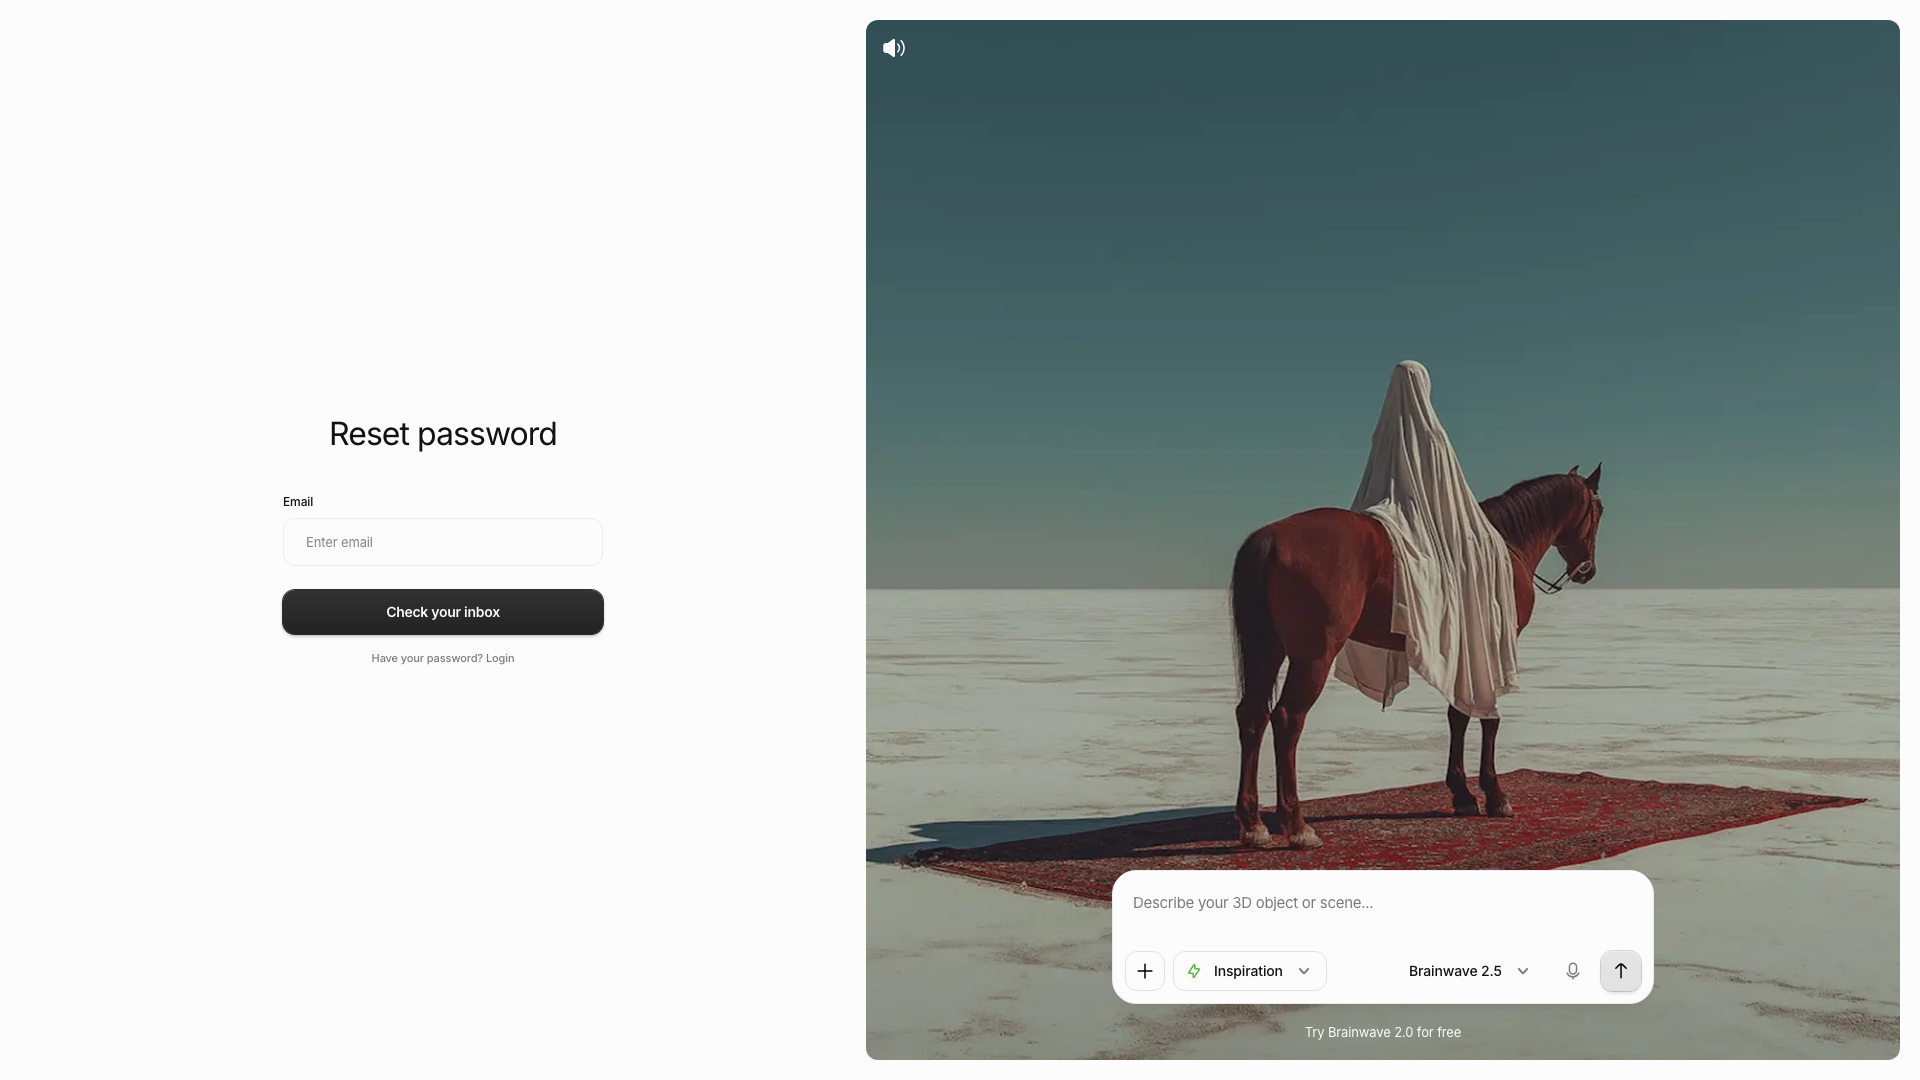 Reset password
Email
Enter email
Check your inbox
Have your password? Login
Describe your 3D object or scene...
Inspiration
Brainwave 2.5
Try Brainwave 2.0 for free